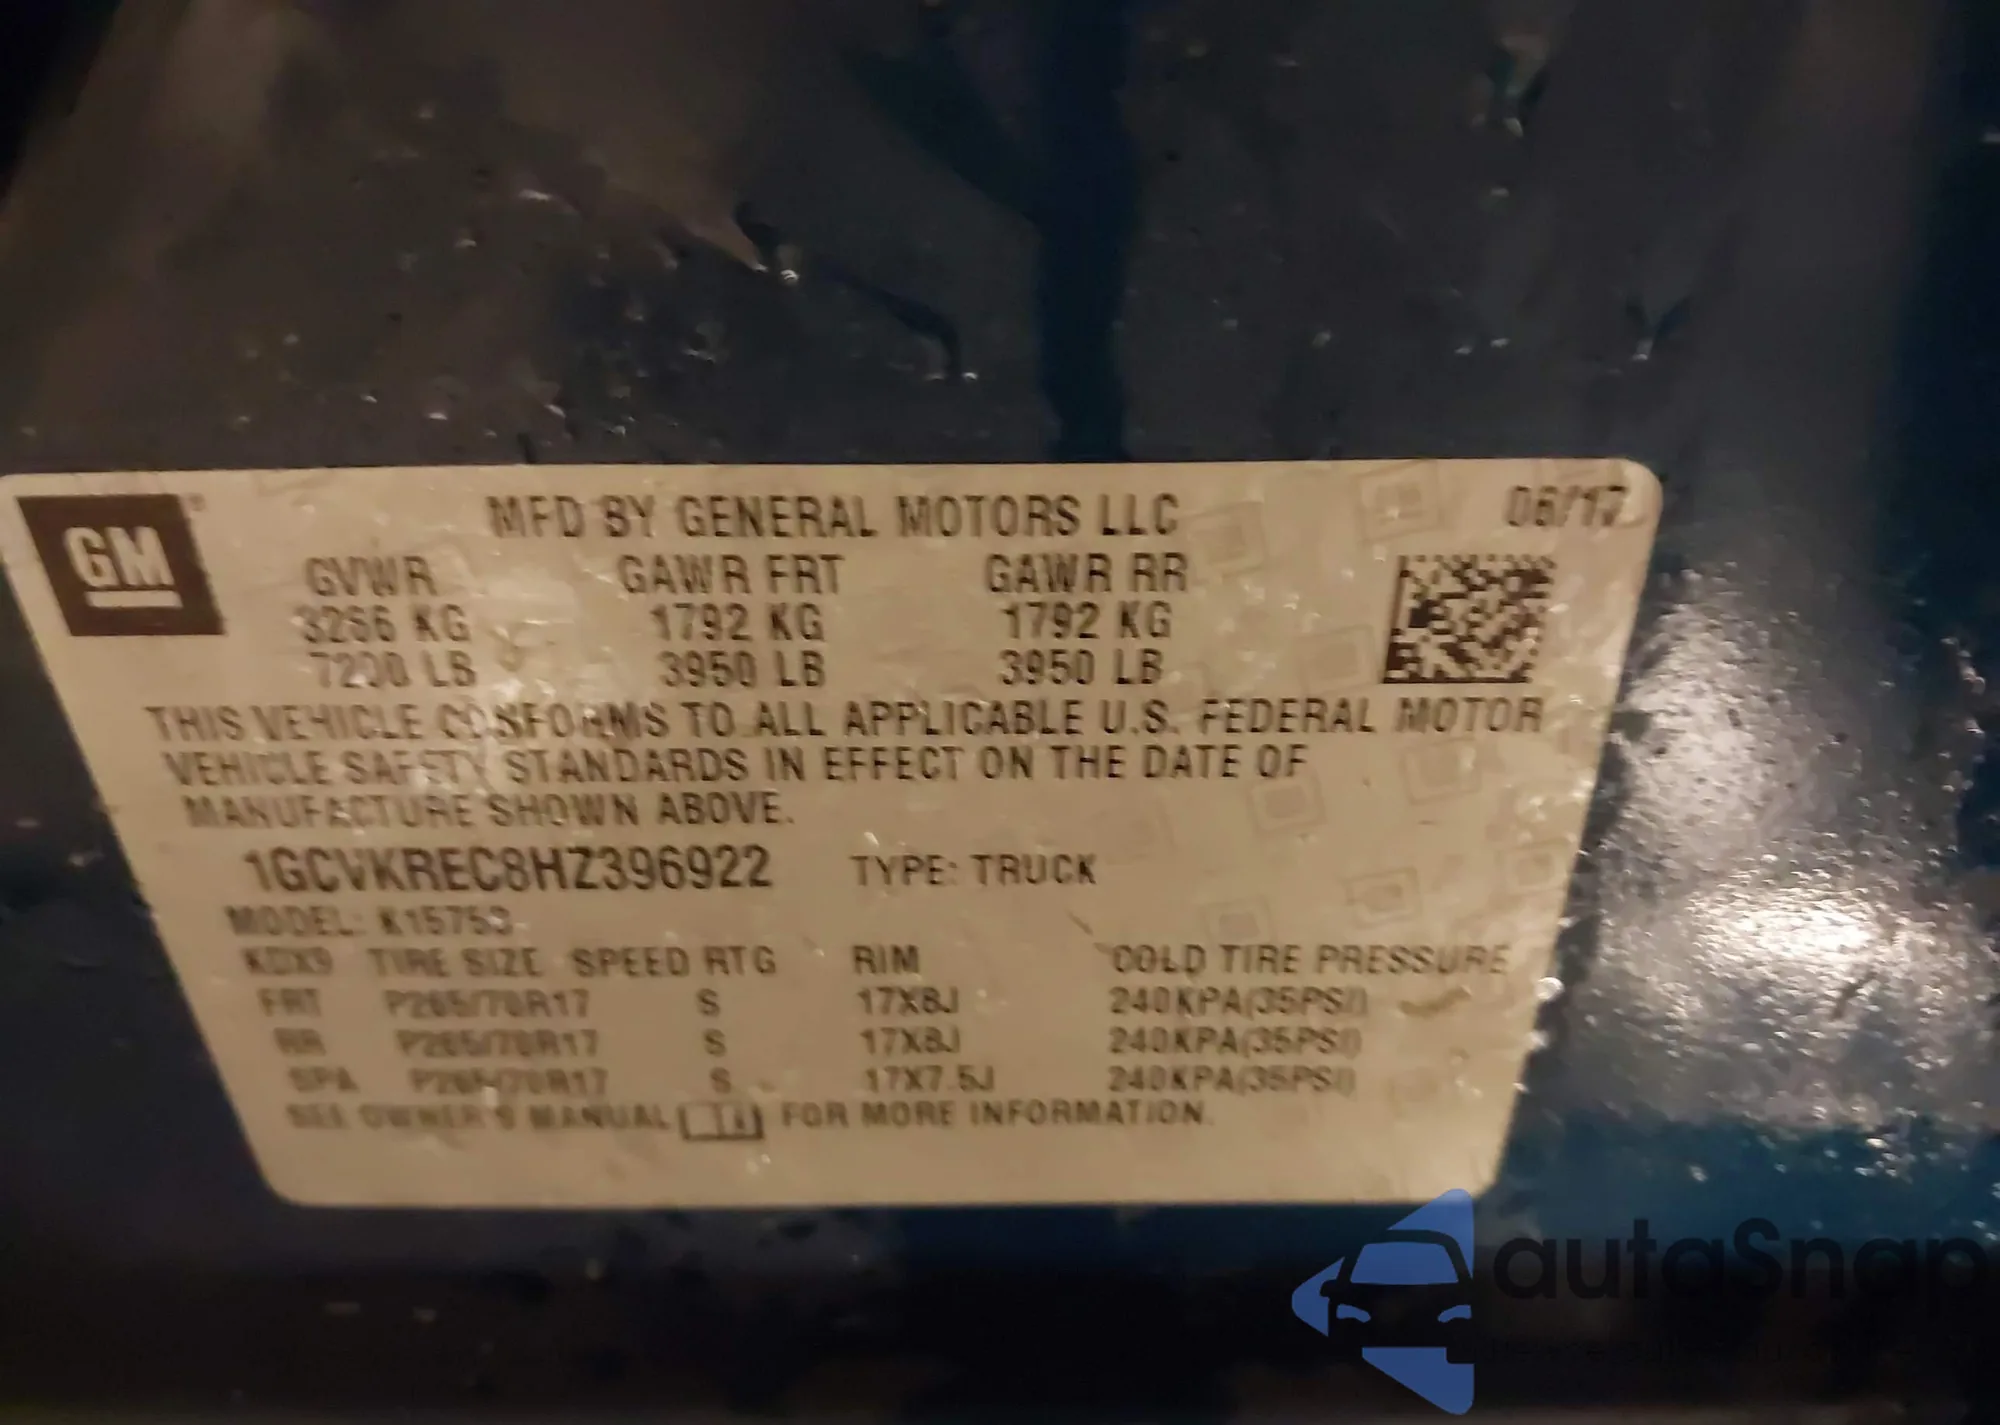 GM
MFD BY GENERAL MOTORS LLC 06/17
GVWR GAWR FRT GAWR RR
3266 KG 1792 KG 1792 KG
7200 LB 3950 LB 3950 LB
THIS VEHICLE CONFORMS TO ALL APPLICABLE U.S. FEDERAL MOTOR
VEHICLE SAFETY STANDARDS IN EFFECT ON THE DATE OF
MANUFACTURE SHOWN ABOVE.
1GCVKREC8HZ396922 TYPE: TRUCK
MODEL: K15753
KDX9 TIRE SIZE SPEED RTG RIM COLD TIRE PRESSURE
FRT P265/70R17 S 17X8J 240KPA(35PSI)
RR P265/70R17 S 17X8J 240KPA(35PSI)
SPA P265/70R17 S 17X7.5J 240KPA(35PSI)
SEE OWNER'S MANUAL FOR MORE INFORMATION.
autaSnap